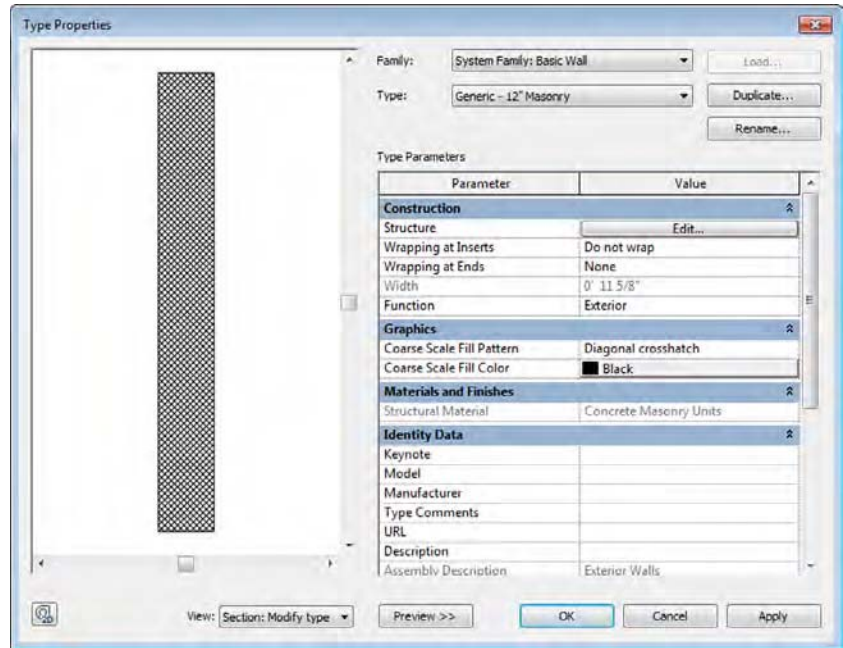 Type Properties
Family: System Family: Basic Wall Load...
Type: Generic - 12" Masonry Duplicate...
Rename...
Type Parameters
Parameter Value
Construction
Structure Edit...
Wrapping at Inserts Do not wrap
Wrapping at Ends None
Width 0' 11 5/8"
Function Exterior
Graphics
Coarse Scale Fill Pattern Diagonal crosshatch
Coarse Scale Fill Color Black
Materials and Finishes
Structural Material Concrete Masonry Units
Identity Data
Keynote
Model
Manufacturer
Type Comments
URL
Description
Assembly Description Exterior Walls
View: Section: Modify type Preview >> OK Cancel Apply